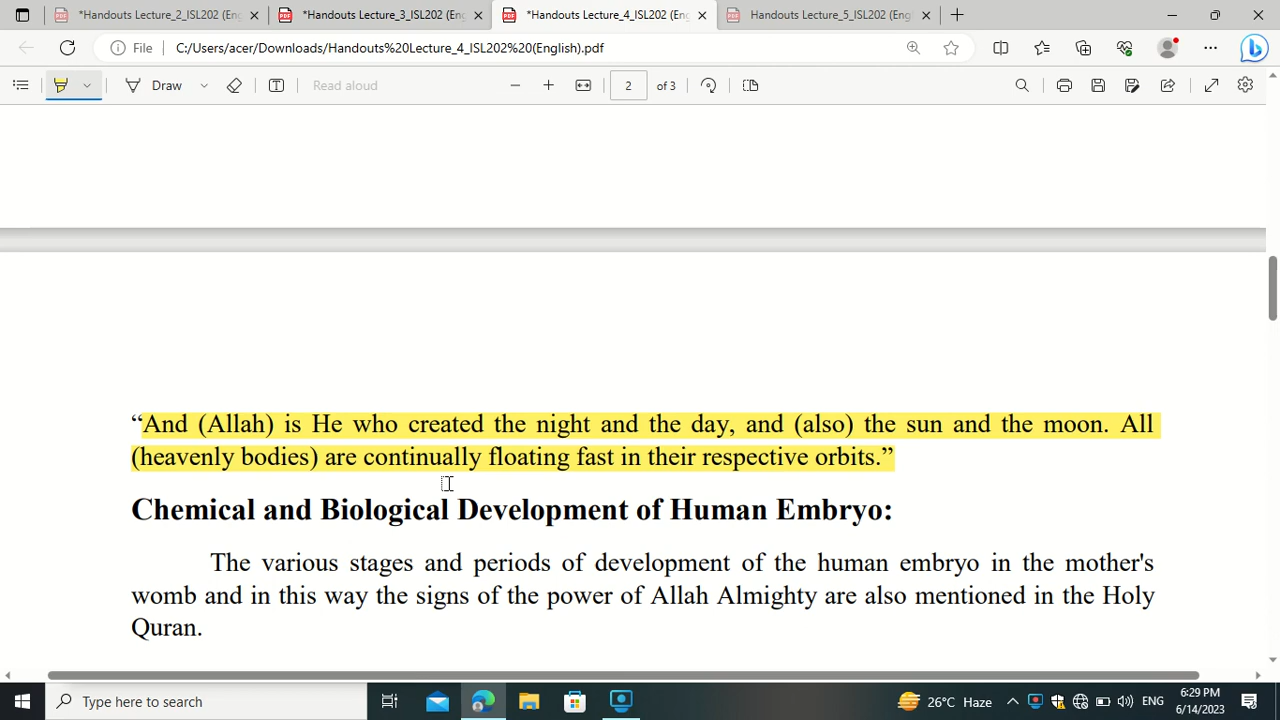 *Handouts Lecture_2_ISL202 (En
*Handouts Lecture_3_ISL202 (En
*Handouts Lecture_4_ISL202 (En
Handouts Lecture_5_ISL202 (Engl
File
C:/Users/acer/Downloads/Handouts%20Lecture_4_ISL202%20(English).pdf
Draw
Read aloud
2
of 3
“And (Allah) is He who created the night and the day, and (also) the sun and the moon. All
(heavenly bodies) are continually floating fast in their respective orbits.”
Chemical and Biological Development of Human Embryo:
The various stages and periods of development of the human embryo in the mother's
womb and in this way the signs of the power of Allah Almighty are also mentioned in the Holy
Quran.
Type here to search
26°C Haze
ENG
6:29 PM
6/14/2023